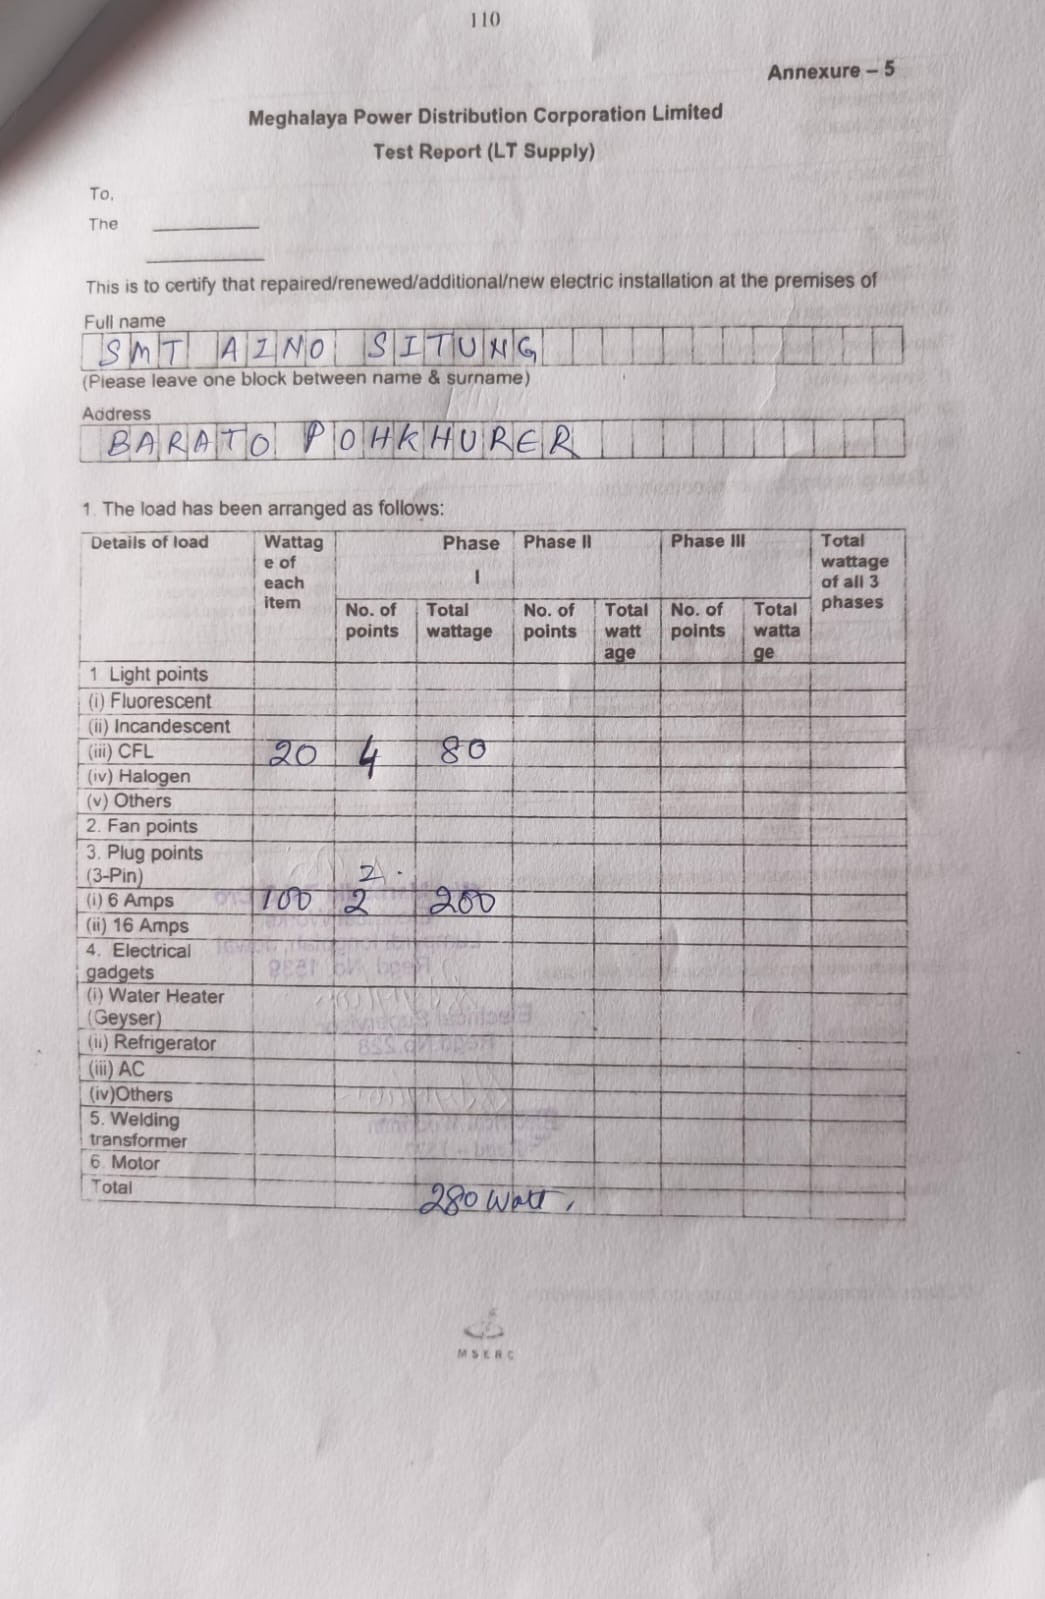 110
Annexure – 5
Meghalaya Power Distribution Corporation Limited
Test Report (LT Supply)
To,
The
This is to certify that repaired/renewed/additional/new electric installation at the premises of
Full name
SMT AINO SITUNG
(Please leave one block between name & surname)
Address
BARATO POHKHURER
1. The load has been arranged as follows:
Details of load Wattag e of each item Phase I Phase II Phase III Total wattage of all 3 phases
No. of points Total wattage No. of points Total watt age No. of points Total watta ge
1 Light points
(i) Fluorescent
(ii) Incandescent
(iii) CFL 20 4 80
(iv) Halogen
(v) Others
2. Fan points
3. Plug points
(3-Pin) 2
(i) 6 Amps 100 2 200
(ii) 16 Amps
4. Electrical
gadgets
(i) Water Heater
(Geyser)
(ii) Refrigerator
(iii) AC
(iv)Others
5. Welding
transformer
6. Motor
Total 280 Watt,
MSERC